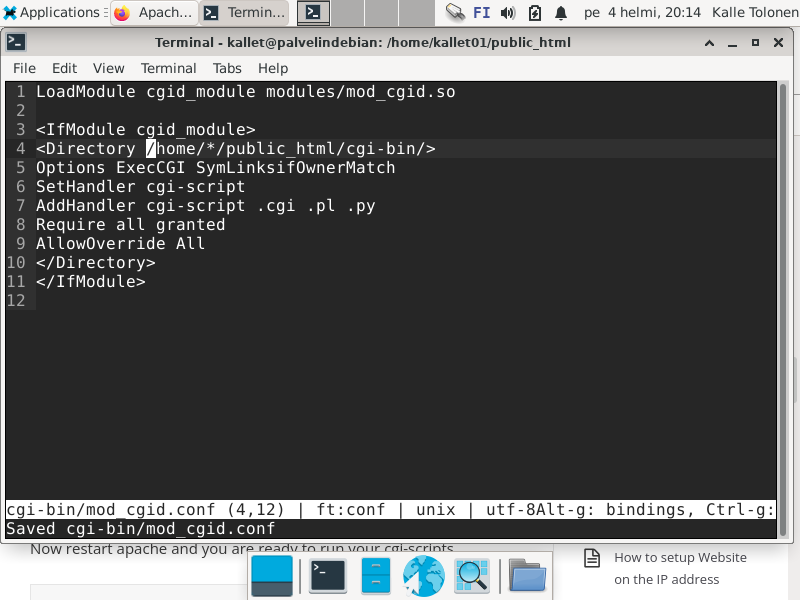 Applications Apach... Termin... FI pe 4 helmi, 20:14 Kalle Tolonen
Terminal - kallet@palvelindebian: /home/kallet01/public_html
File Edit View Terminal Tabs Help
1 LoadModule cgid_module modules/mod_cgid.so
2
3 <IfModule cgid_module>
4 <Directory /home/*/public_html/cgi-bin/>
5 Options ExecCGI SymLinksifOwnerMatch
6 SetHandler cgi-script
7 AddHandler cgi-script .cgi .pl .py
8 Require all granted
9 AllowOverride All
10 </Directory>
11 </IfModule>
12
cgi-bin/mod_cgid.conf (4,12) | ft:conf | unix | utf-8Alt-g: bindings, Ctrl-g:
Saved cgi-bin/mod_cgid.conf
Now restart apache and you are ready to run your cgi-scripts
How to setup Website
on the IP address